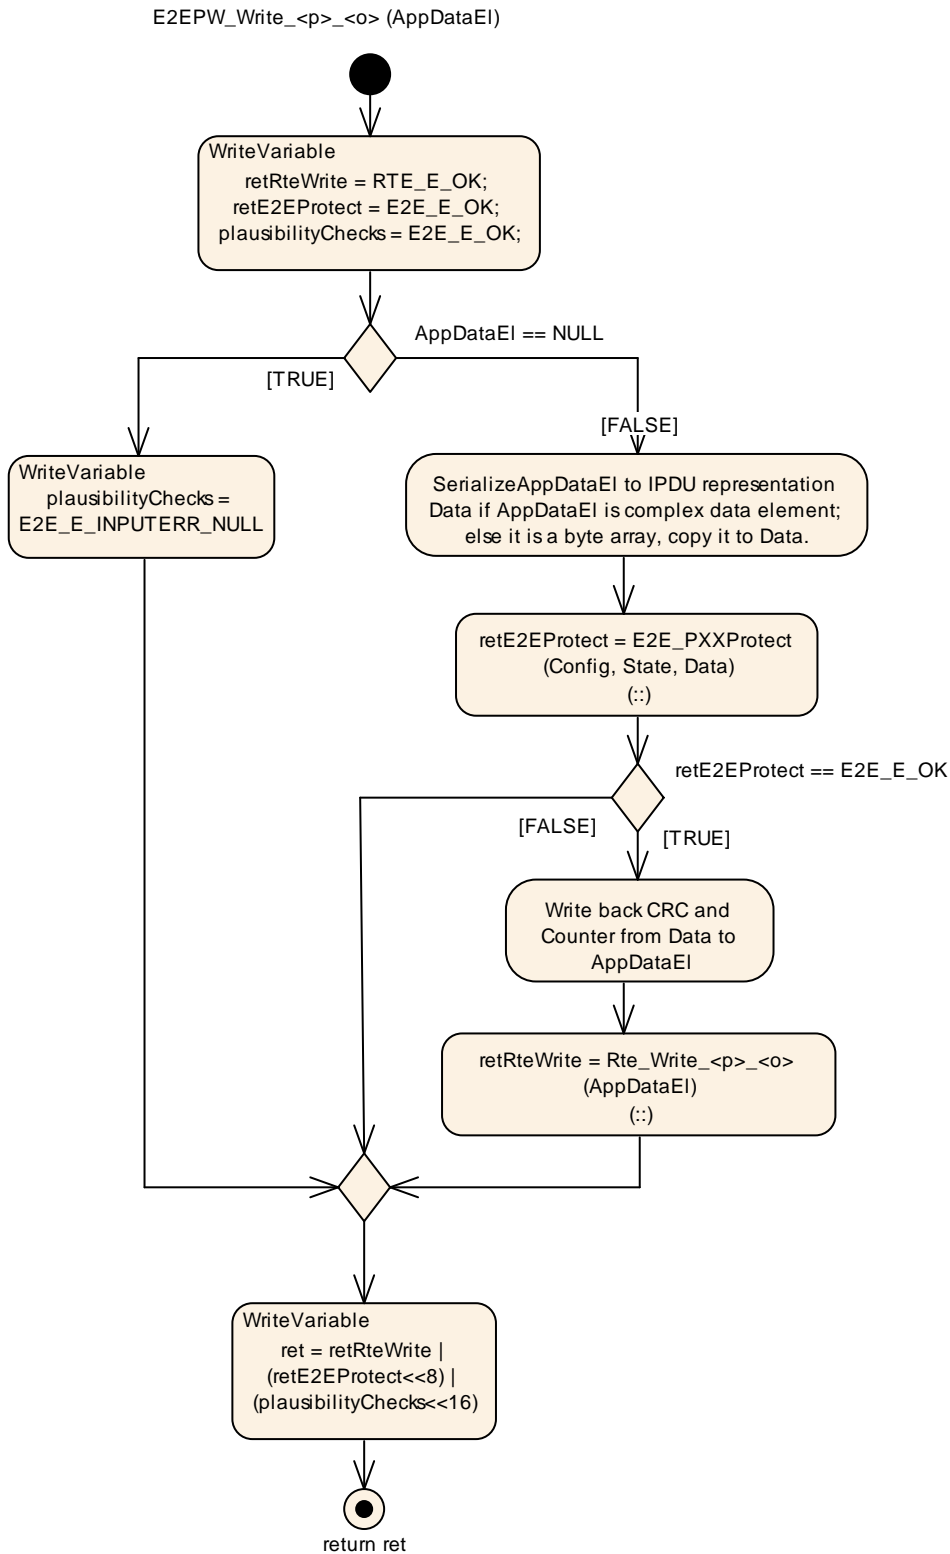 E2EPW_Write_<p>_<o> (AppDataEl)
WriteVariable
retRteWrite = RTE_E_OK;
retE2EProtect = E2E_E_OK;
plausibilityChecks = E2E_E_OK;
AppDataEl == NULL
[TRUE]
[FALSE]
WriteVariable
plausibilityChecks =
E2E_E_INPUTERR_NULL
SerializeAppDataEl to IPDU representation
Data if AppDataEl is complex data element;
else it is a byte array, copy it to Data.
retE2EProtect = E2E_PXXProtect
(Config, State, Data)
(::)
retE2EProtect == E2E_E_OK
[FALSE]
[TRUE]
Write back CRC and
Counter from Data to
AppDataEl
retRteWrite = Rte_Write_<p>_<o>
(AppDataEl)
(::)
WriteVariable
ret = retRteWrite |
(retE2EProtect<<8) |
(plausibilityChecks<<16)
return ret